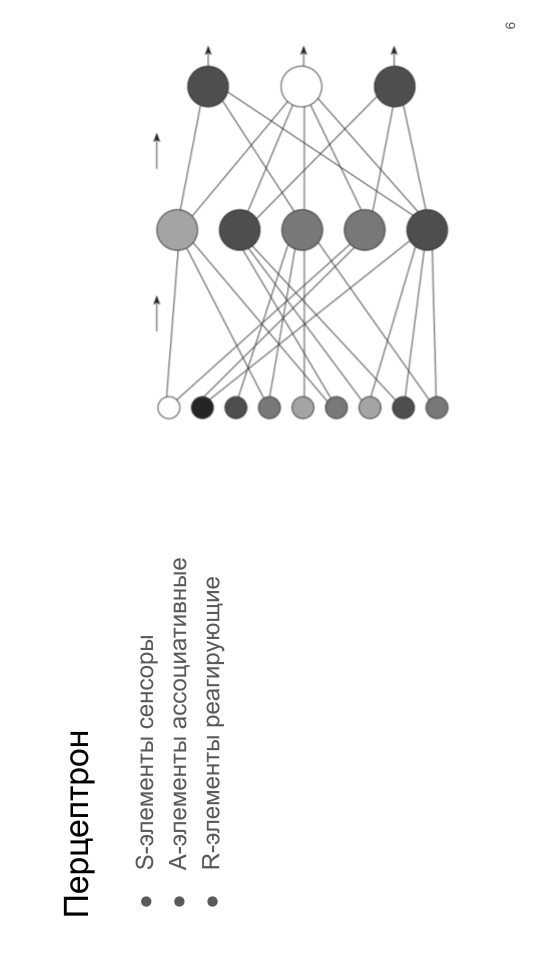 Перцептрон
● S-элементы сенсоры
● A-элементы ассоциативные
● R-элементы реагирующие
6